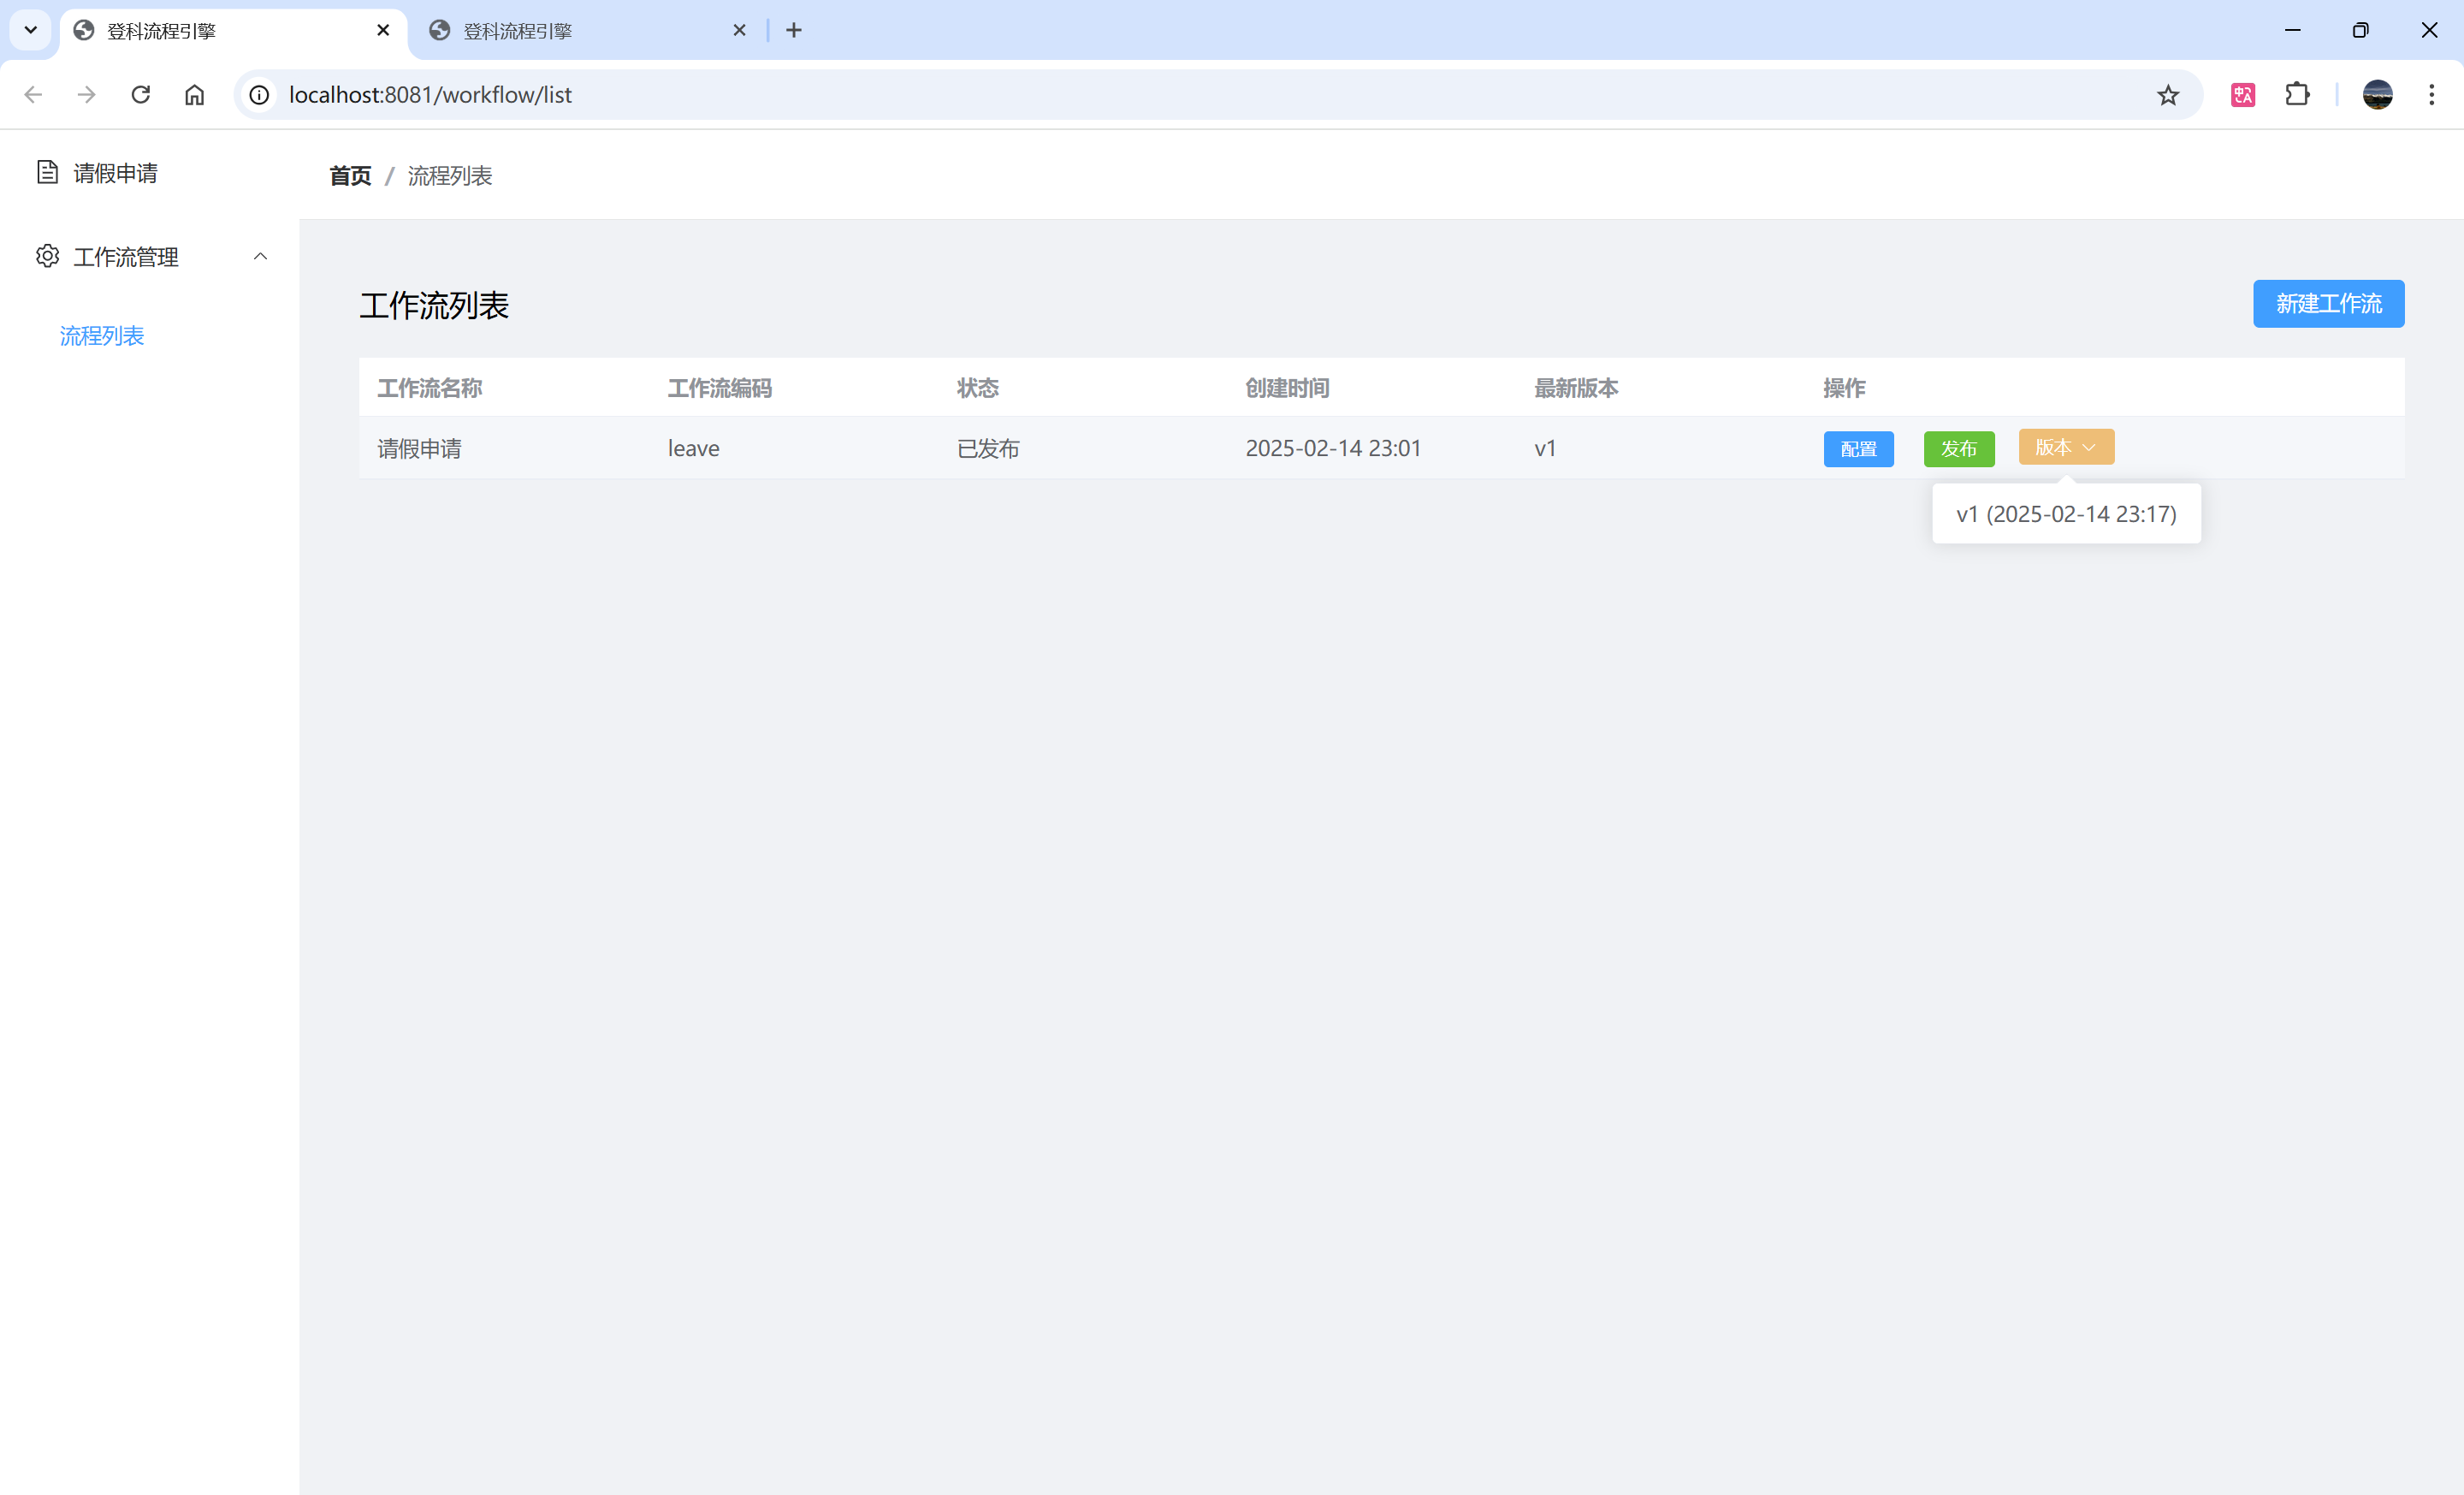 登科流程引擎
登科流程引擎
localhost:8081/workflow/list
中 A
请假申请
首页 / 流程列表
工作流管理
流程列表
工作流列表
新建工作流
工作流名称 工作流编码 状态 创建时间 最新版本 操作
请假申请 leave 已发布 2025-02-14 23:01 v1 配置 发布 版本
v1 (2025-02-14 23:17)